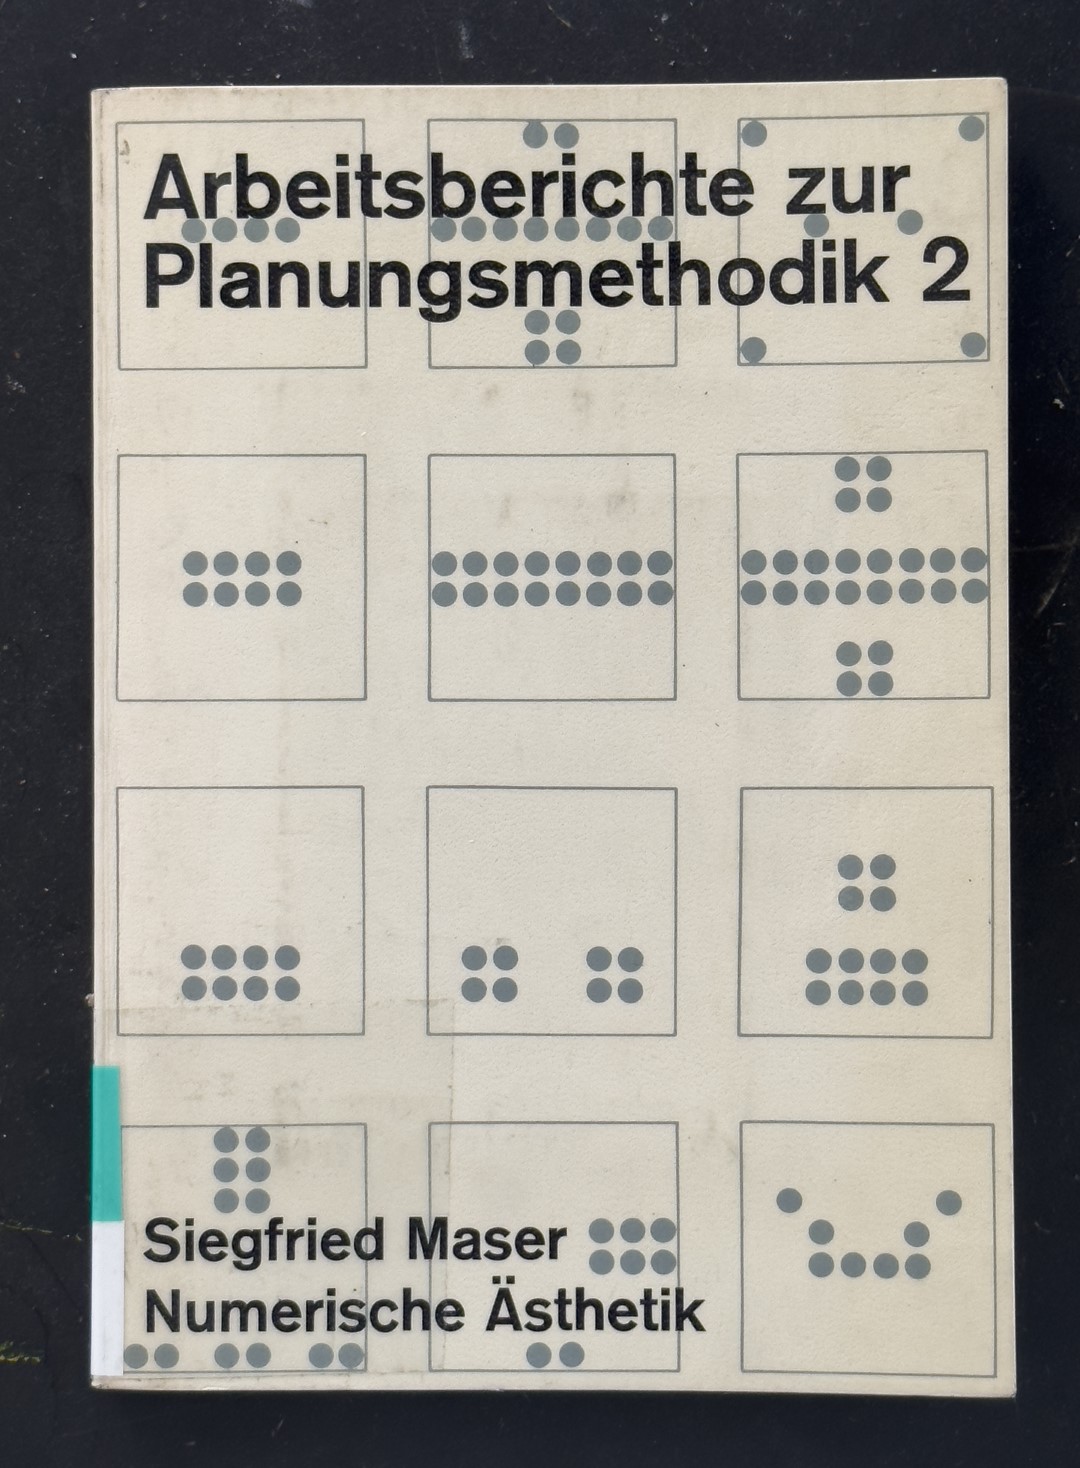 Arbeitsberichte zur
Planungsmethodik 2
Siegfried Maser
Numerische Ästhetik